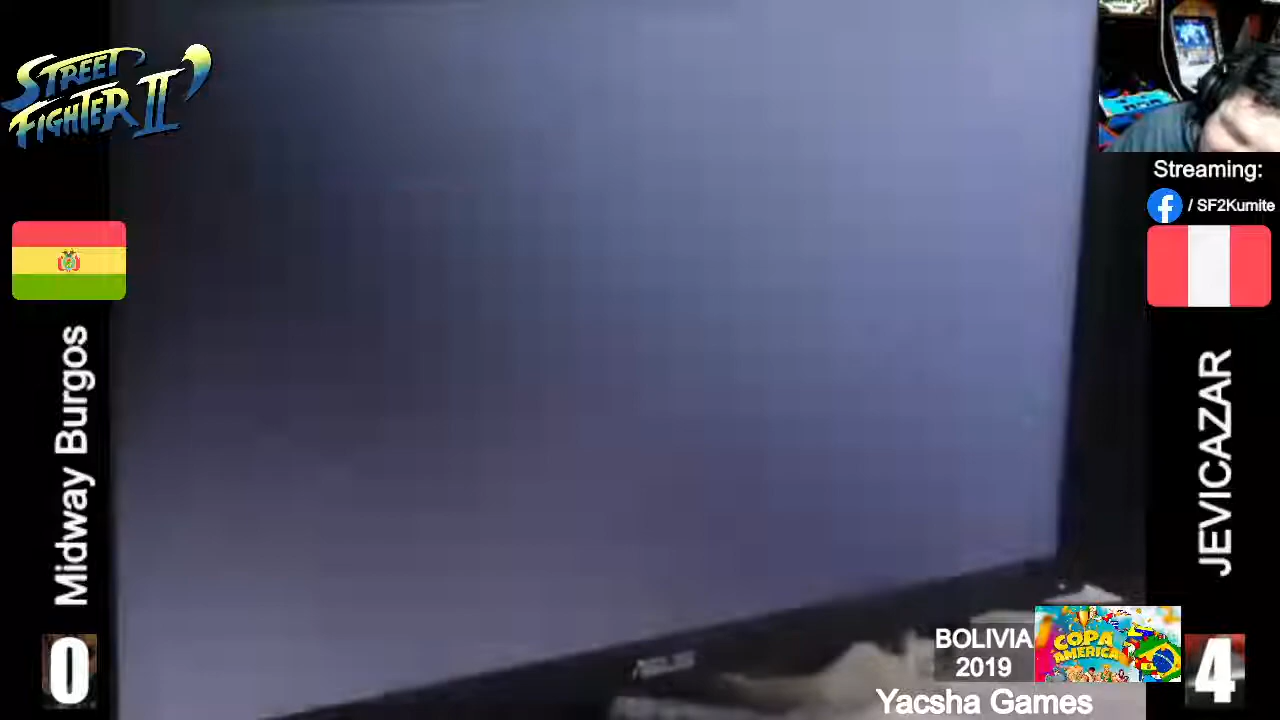 STREET
FIGHTER II'
Streaming:
/ SF2Kumite
Midway Burgos
JEVICAZAR
BOLIVIA
2019
COPA
AMERICA
Yacsha Games
0
4